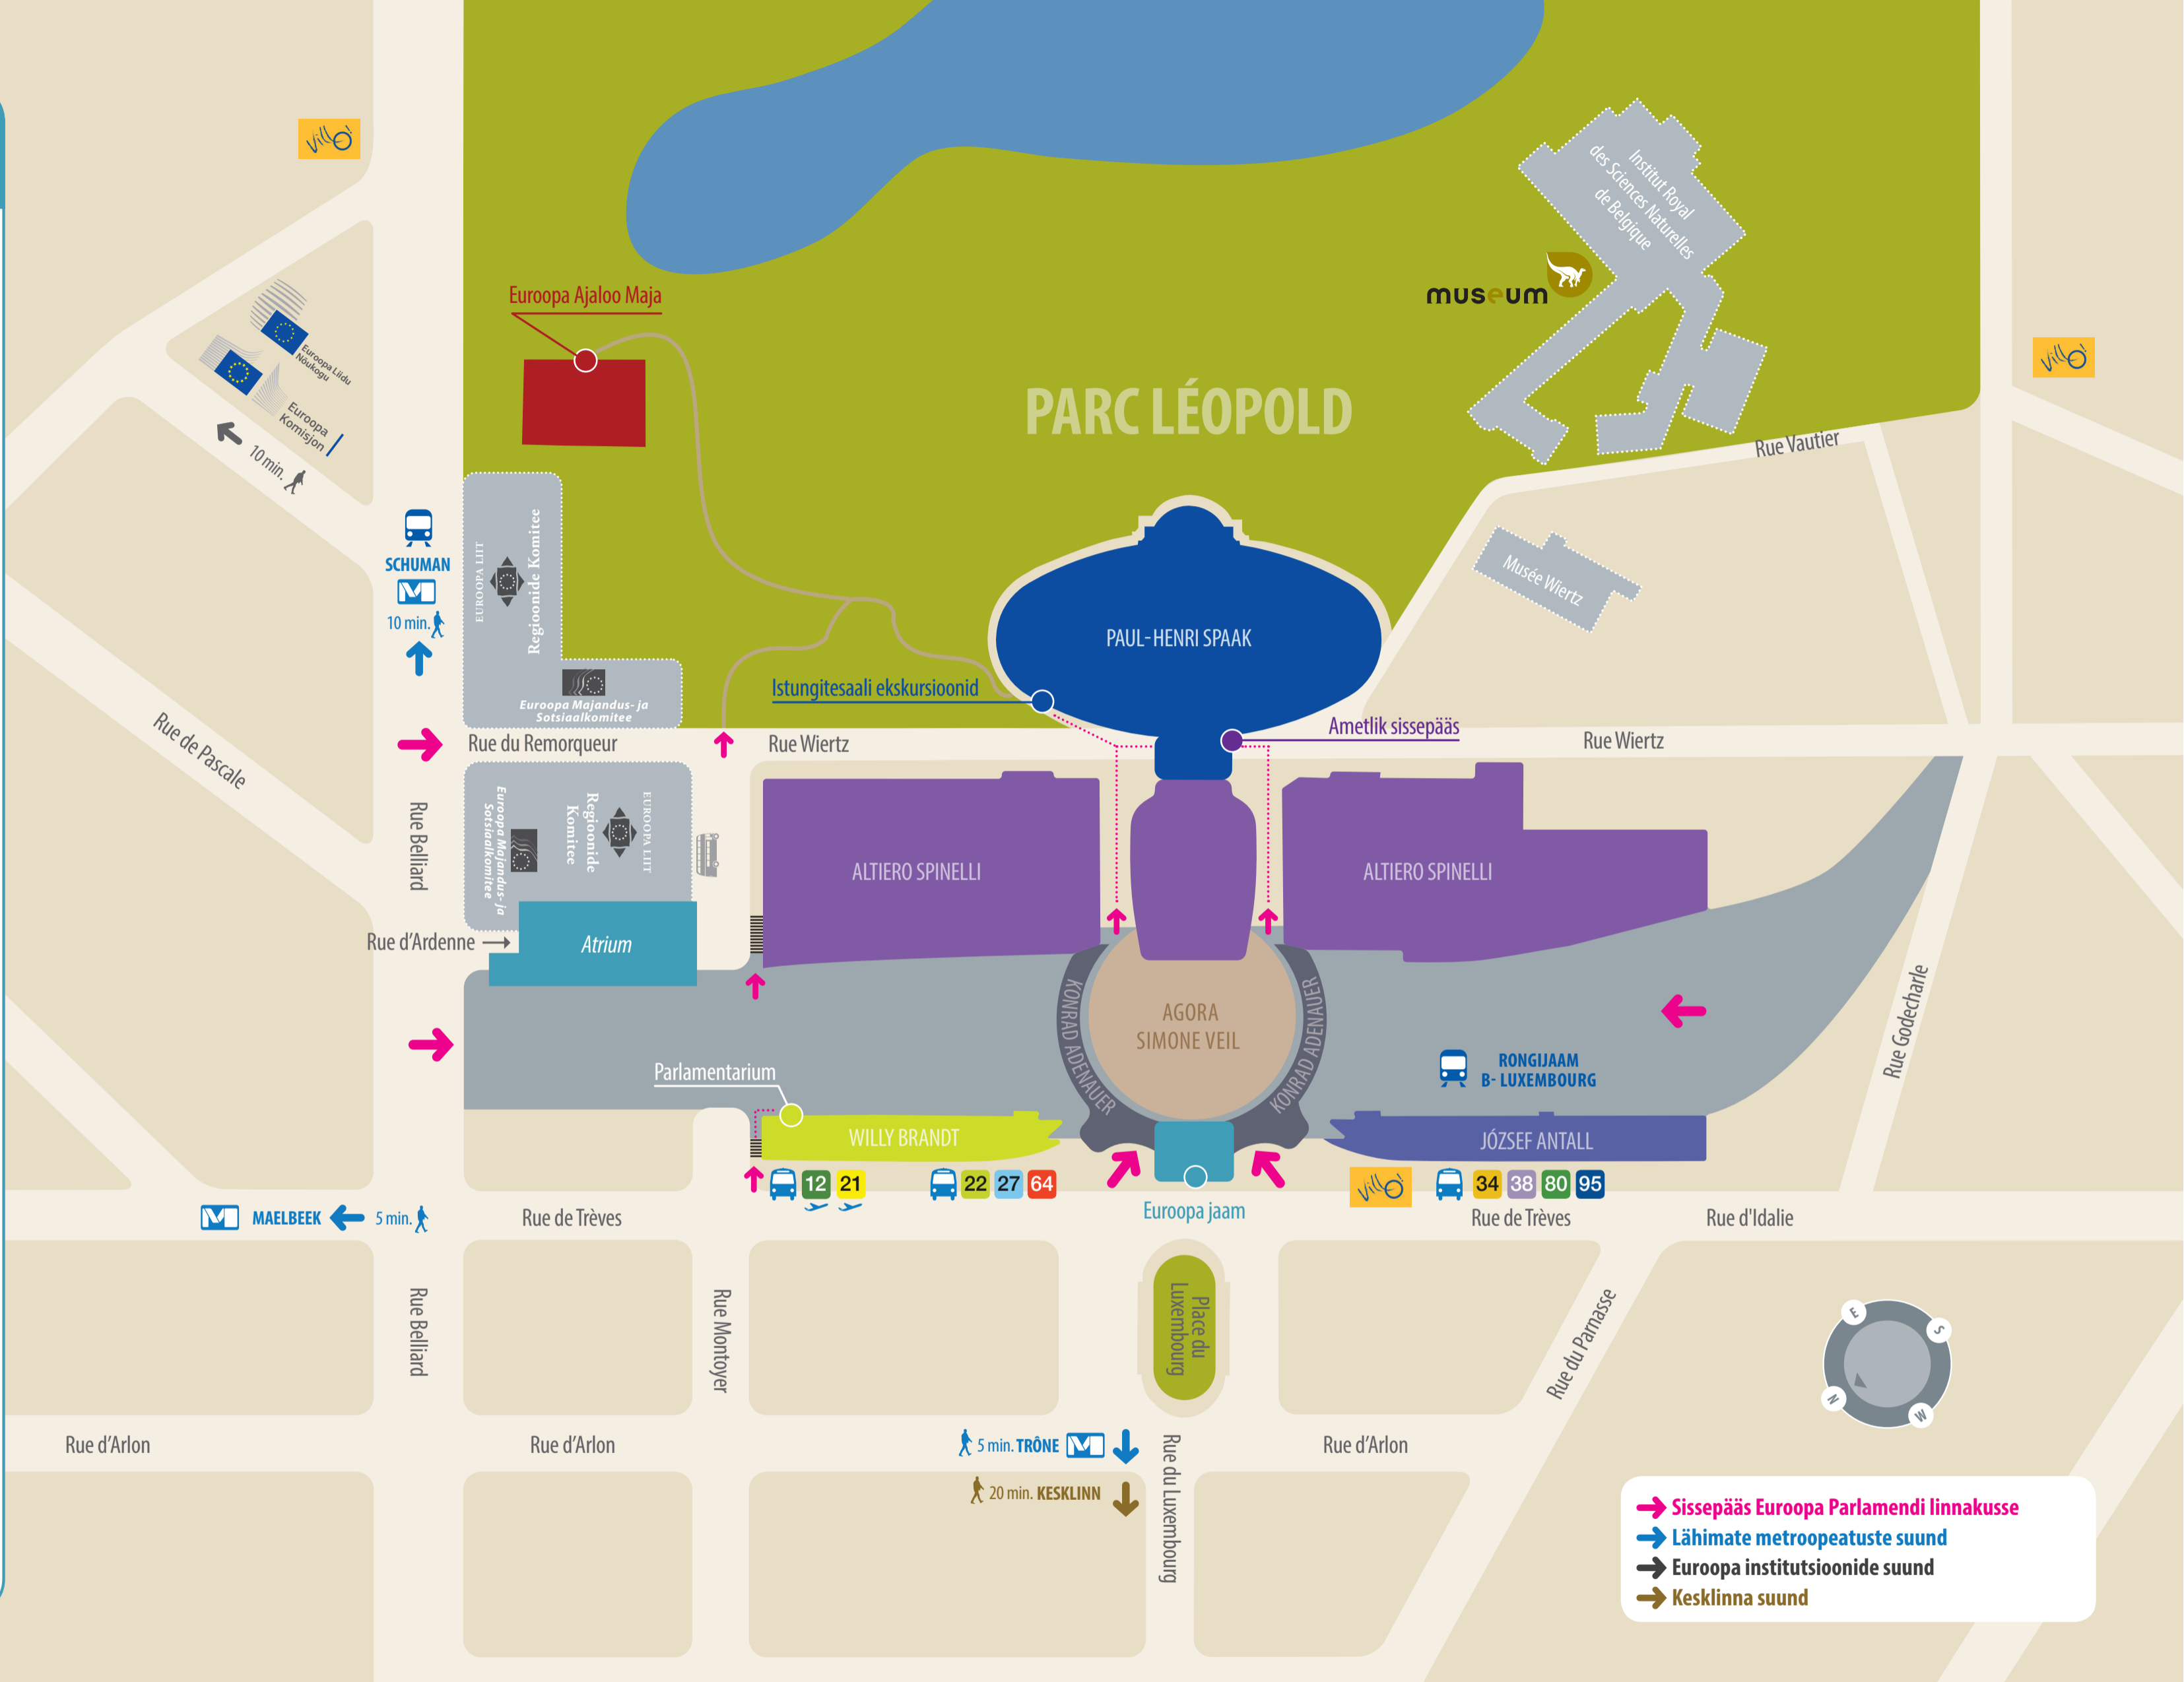 Villo!
Institut Royal
des Sciences Naturelles
de Belgique
museum
Euroopa Ajaloo Maja
Euroopa Liidu
Nõukogu
Euroopa
Komisjon
10 min.
Villo!
PARC LÉOPOLD
Rue Vautier
SCHUMAN
M
10 min.
EUROOPA LIIT
Regioonide Komitee
Musée Wiertz
PAUL-HENRI SPAAK
Istungitesaali ekskursioonid
Euroopa Majandus- ja
Sotsiaalkomitee
Ametlik sissepääs
Rue de Pascale
Rue du Remorqueur
Rue Wiertz
Rue Wiertz
Rue Belliard
Euroopa Majandus- ja
Sotsiaalkomitee
Regioonide
Komitee
EUROOPA LIIT
ALTIERO SPINELLI
ALTIERO SPINELLI
Rue d'Ardenne
Atrium
KONRAD ADENAUER
AGORA
SIMONE VEIL
KONRAD ADENAUER
Rue Godecharle
Parlamentarium
RONGIJAAM
B- LUXEMBOURG
WILLY BRANDT
JÓZSEF ANTALL
12 21
22 27 64
Villo!
34 38 80 95
Euroopa jaam
M MAELBEEK
5 min.
Rue de Trèves
Rue de Trèves
Rue d'Idalie
Rue Belliard
Rue Montoyer
Place du
Luxembourg
Rue du Parnasse
E
S
N
W
Rue d'Arlon
Rue d'Arlon
5 min. TRÔNE M
Rue d'Arlon
20 min. KESKLINN
Rue du Luxembourg
Sissepääs Euroopa Parlamendi linnakusse
Lähimate metroopeatuste suund
Euroopa institutsioonide suund
Kesklinna suund